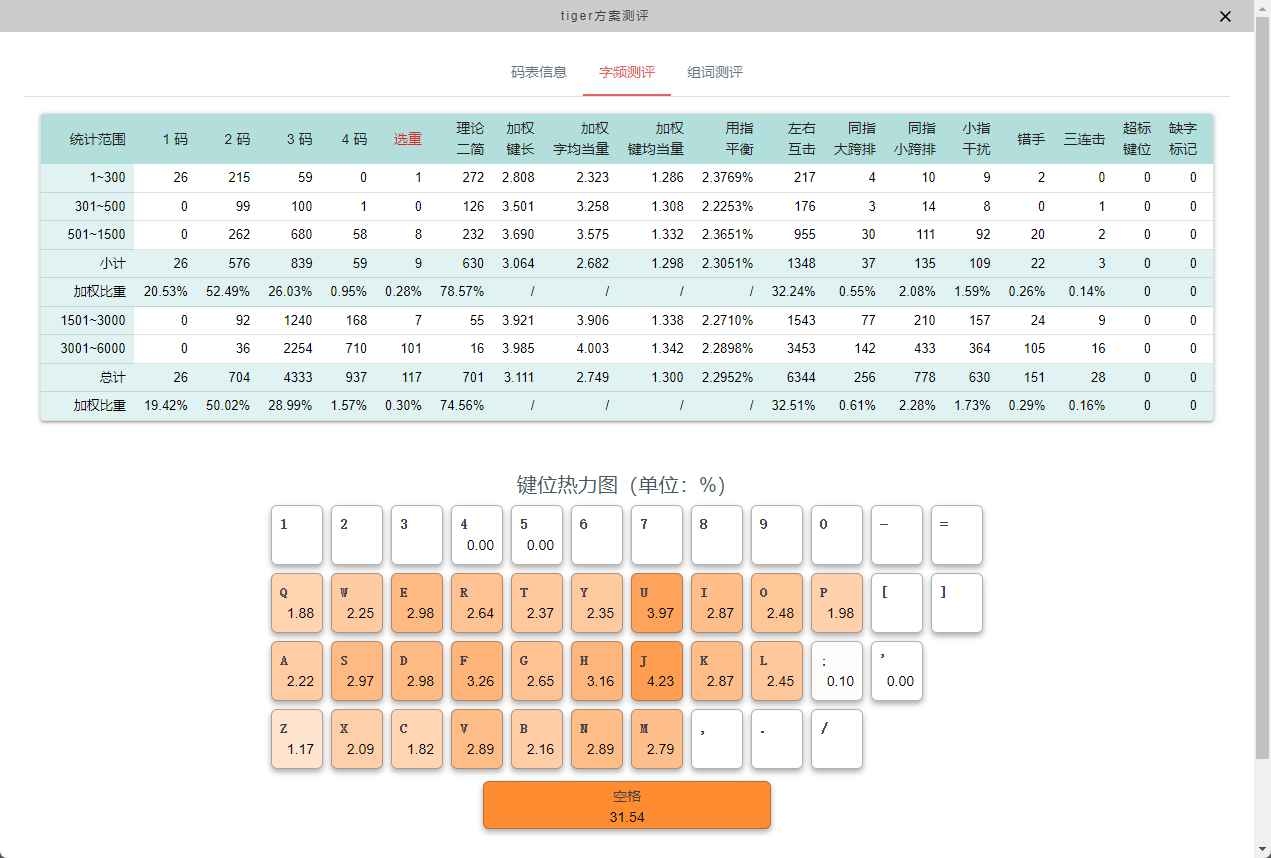 tiger方案测评 ×
码表信息 字频测评 组词测评
统计范围 1 码 2 码 3 码 4 码 选重 理论二简 加权键长 加权字均当量 加权键均当量 用指平衡 左右互击 同指大跨排 同指小跨排 小指干扰 错手 三连击 超标键位 缺字标记
1~300 26 215 59 0 1 272 2.808 2.323 1.286 2.3769% 217 4 10 9 2 0 0 0
301~500 0 99 100 1 0 126 3.501 3.258 1.308 2.2253% 176 3 14 8 0 1 0 0
501~1500 0 262 680 58 8 232 3.690 3.575 1.332 2.3651% 955 30 111 92 20 2 0 0
小计 26 576 839 59 9 630 3.064 2.682 1.298 2.3051% 1348 37 135 109 22 3 0 0
加权比重 20.53% 52.49% 26.03% 0.95% 0.28% 78.57% / / / / 32.24% 0.55% 2.08% 1.59% 0.26% 0.14% 0 0
1501~3000 0 92 1240 168 7 55 3.921 3.906 1.338 2.2710% 1543 77 210 157 24 9 0 0
3001~6000 0 36 2254 710 101 16 3.985 4.003 1.342 2.2898% 3453 142 433 364 105 16 0 0
总计 26 704 4333 937 117 701 3.111 2.749 1.300 2.2952% 6344 256 778 630 151 28 0 0
加权比重 19.42% 50.02% 28.99% 1.57% 0.30% 74.56% / / / / 32.51% 0.61% 2.28% 1.73% 0.29% 0.16% 0 0
键位热力图（单位：%）
1 2 3 4 5 6 7 8 9 0 - =
0.00 0.00
Q W E R T Y U I O P [ ]
1.88 2.25 2.98 2.64 2.37 2.35 3.97 2.87 2.48 1.98
A S D F G H J K L : ’
2.22 2.97 2.98 3.26 2.65 3.16 4.23 2.87 2.45 0.10 0.00
Z X C V B N M , . /
1.17 2.09 1.82 2.89 2.16 2.89 2.79
空格
31.54